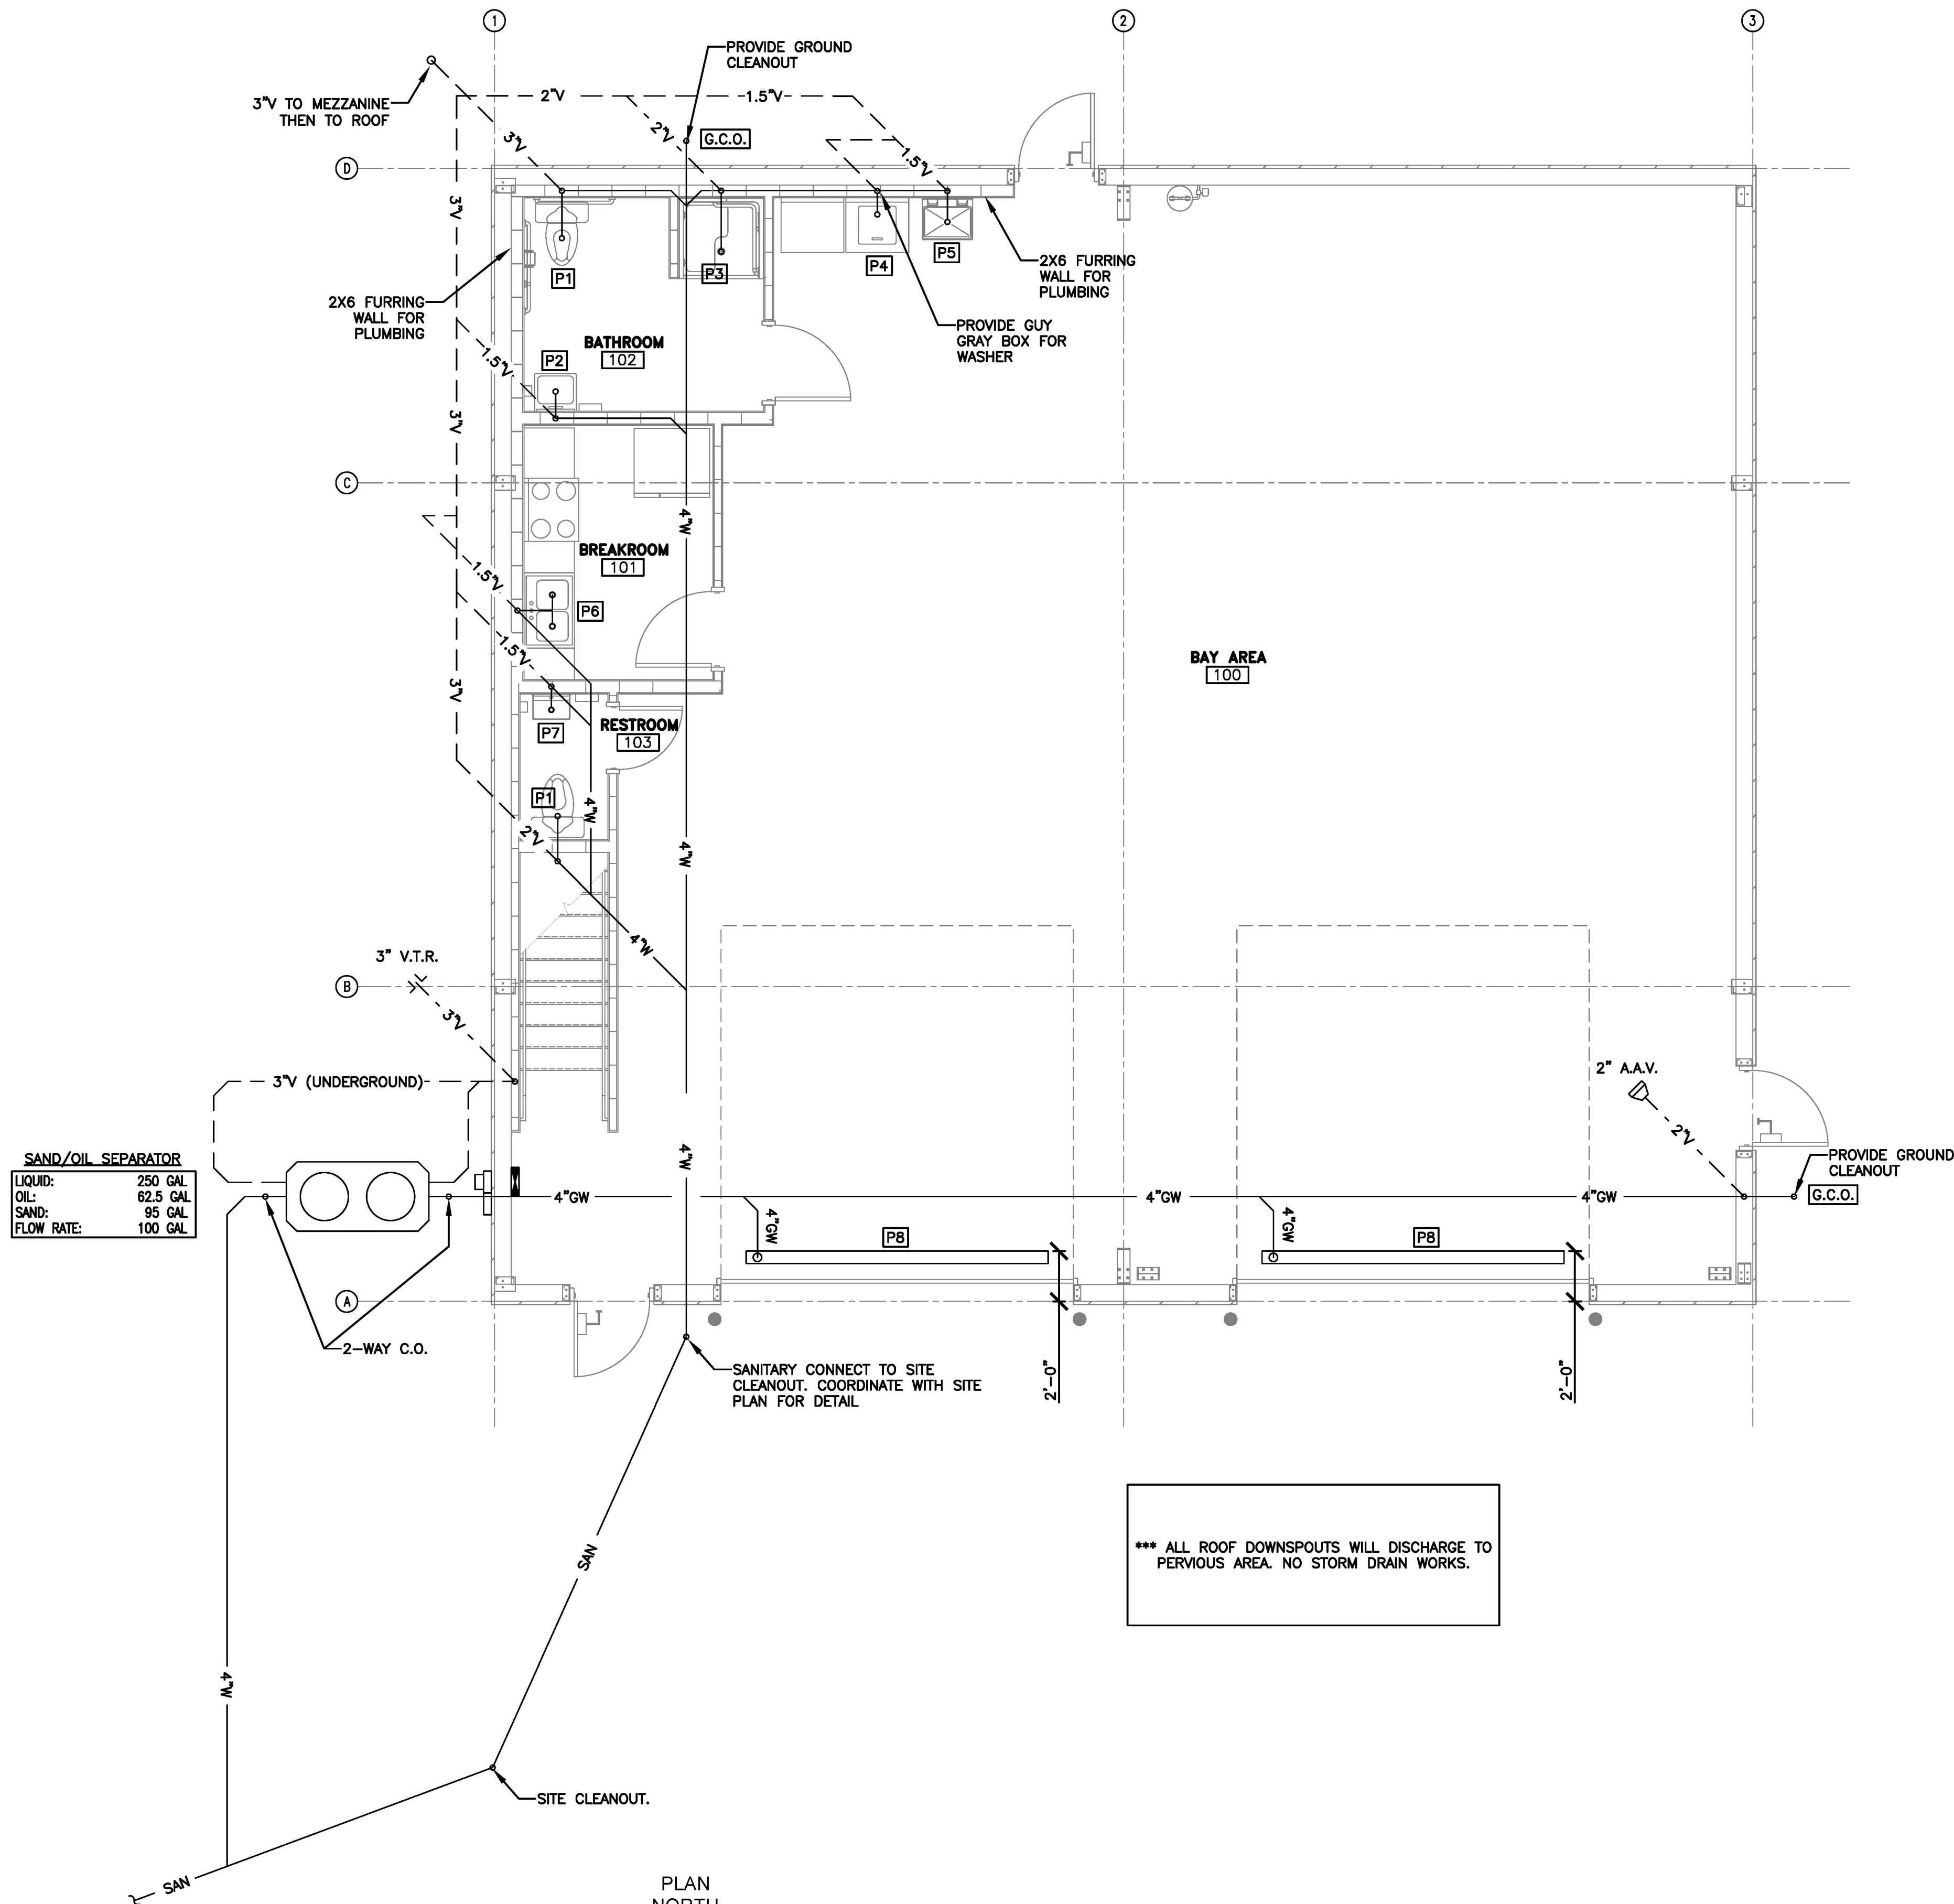 1
2
3
PROVIDE GROUND
CLEANOUT
3"V TO MEZZANINE
THEN TO ROOF
2"V
1.5"V
3"V
2"V
G.C.O.
1.5"V
D
3"V
P1
P3
P4
P5
2X6 FURRING
WALL FOR
PLUMBING
2X6 FURRING
WALL FOR
PLUMBING
PROVIDE GUY
GRAY BOX FOR
WASHER
BATHROOM
102
P2
1.5"V
3"V
C
4"W
BREAKROOM
101
1.5"V
P6
1.5"V
BAY AREA
100
3"V
P7
RESTROOM
103
P1
4"W
2"V
4"W
4"W
3" V.T.R.
B
3"V
3"V (UNDERGROUND)
2" A.A.V.
2"V
4"W
SAND/OIL SEPARATOR
LIQUID: 250 GAL
OIL: 62.5 GAL
SAND: 95 GAL
FLOW RATE: 100 GAL
PROVIDE GROUND
CLEANOUT
G.C.O.
4"GW
4"GW
4"GW
4"GW
4"GW
P8
P8
A
2-WAY C.O.
SANITARY CONNECT TO SITE
CLEANOUT. COORDINATE WITH SITE
PLAN FOR DETAIL
2'-0"
2'-0"
SAN
*** ALL ROOF DOWNSPOUTS WILL DISCHARGE TO
PERVIOUS AREA. NO STORM DRAIN WORKS.
4"W
SITE CLEANOUT.
SAN
PLAN
NORTH